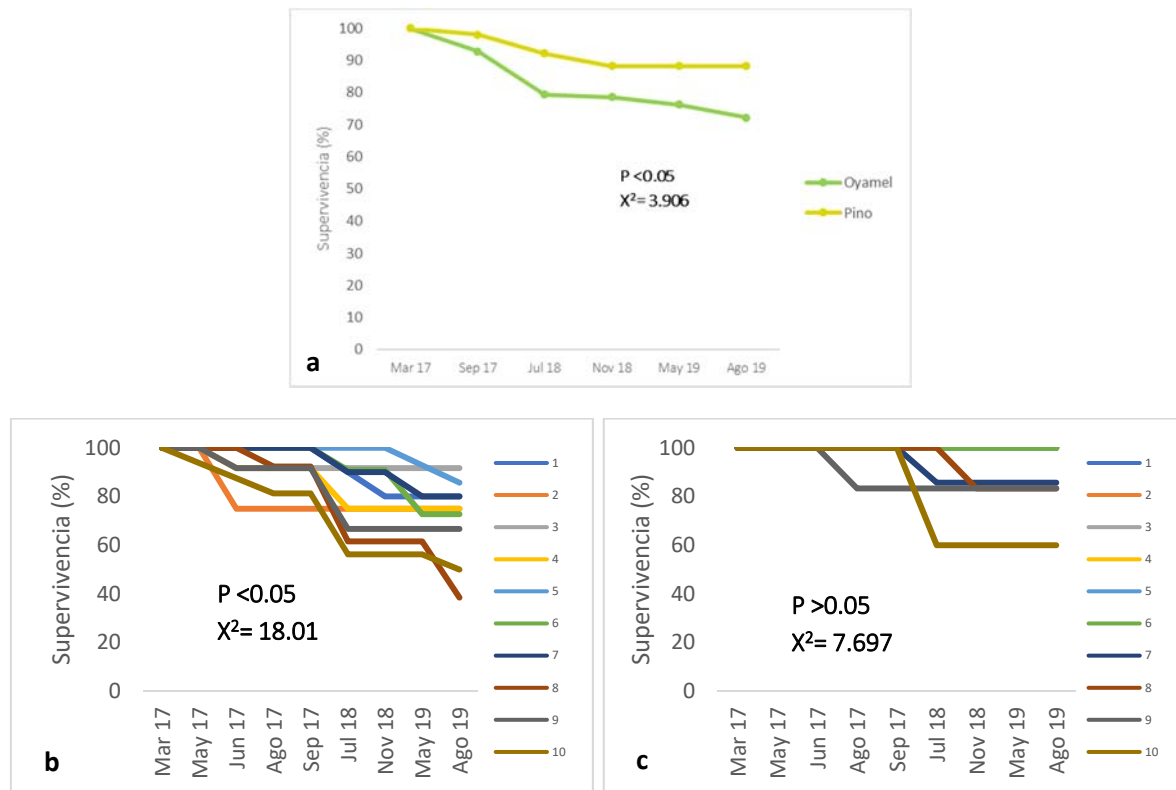 100
90
80
70
60
50
40
30
20
10
0
Supervivencia (%)
P <0.05
X²= 3.906
Oyamel
Pino
a
Mar 17 Sep 17 Jul 18 Nov 18 May 19 Ago 19
100
80
60
40
20
0
Supervivencia (%)
P <0.05
X²= 18.01
1
2
3
4
5
6
7
8
9
10
Mar 17 May 17 Jun 17 Ago 17 Sep 17 Jul 18 Nov 18 May 19 Ago 19
b
100
80
60
40
20
0
Supervivencia (%)
P >0.05
X²= 7.697
1
2
3
4
5
6
7
8
9
10
Mar 17 May 17 Jun 17 Ago 17 Sep 17 Jul 18 Nov 18 May 19 Ago 19
c